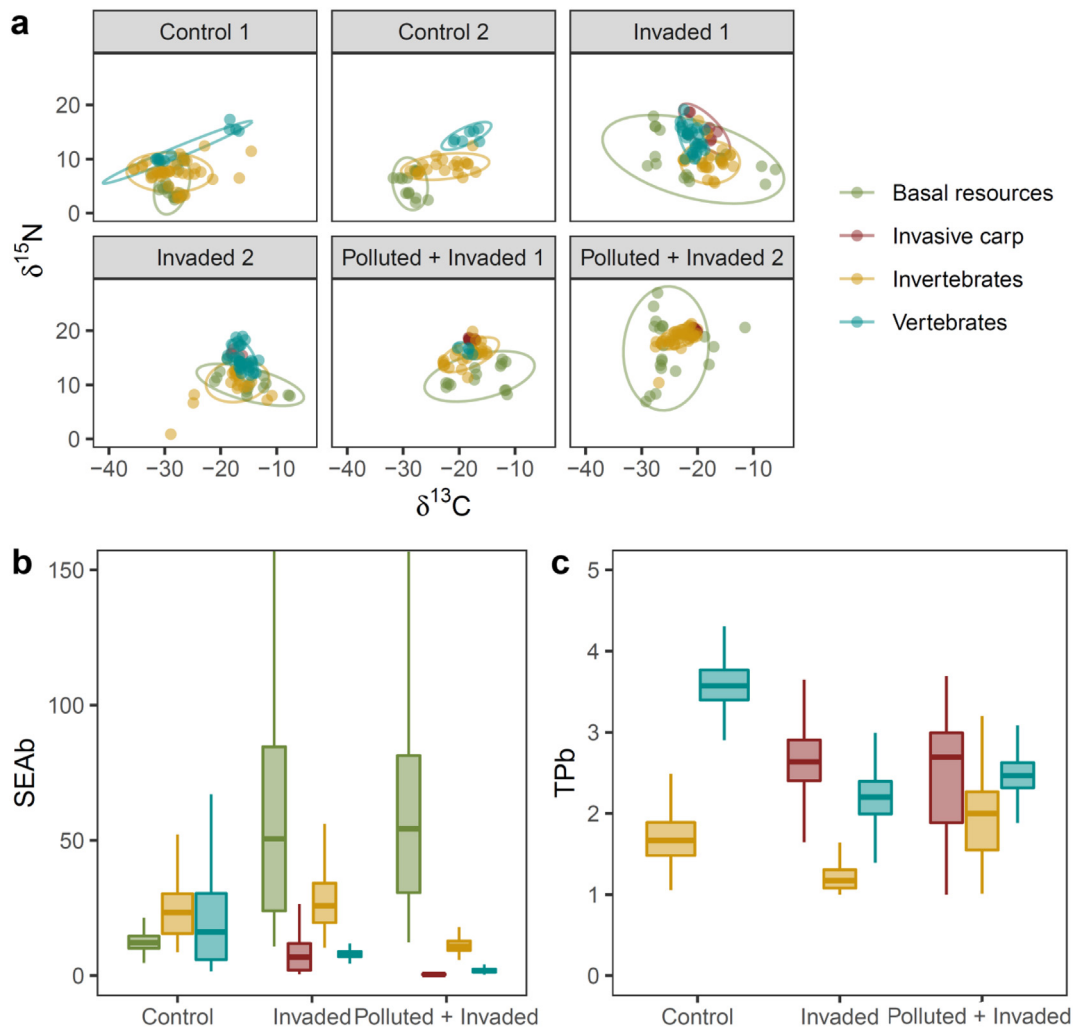 a
Control 1
Control 2
Invaded 1
20
10
0
δ15N
Basal resources
Invasive carp
Invertebrates
Vertebrates
Invaded 2
Polluted + Invaded 1
Polluted + Invaded 2
20
10
0
−40 −30 −20 −10
−40 −30 −20 −10
−40 −30 −20 −10
δ13C
b
150
100
50
0
SEAb
Control
Invaded
Polluted + Invaded
c
5
4
3
2
1
0
TPb
Control
Invaded
Polluted + Invaded